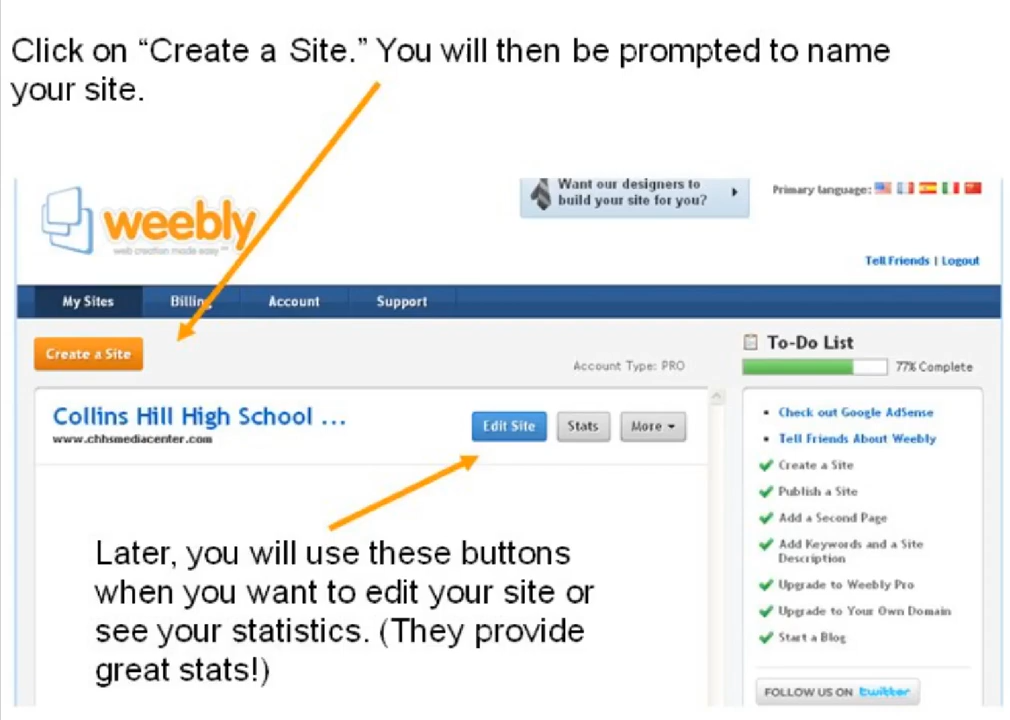 Click on “Create a Site.” You will then be prompted to name
your site.
Want our designers to
build your site for you?
Primary language:
weebly
web creation made easy ™
Tell Friends | Logout
My Sites
Billing
Account
Support
Create a Site
Account Type: PRO
To-Do List
77% Complete
Collins Hill High School ...
www.chhsmediacenter.com
Edit Site
Stats
More
Check out Google AdSense
Tell Friends About Weebly
Create a Site
Publish a Site
Add a Second Page
Add Keywords and a Site
Description
Upgrade to Weebly Pro
Upgrade to Your Own Domain
Start a Blog
Later, you will use these buttons
when you want to edit your site or
see your statistics. (They provide
great stats!)
FOLLOW US ON twitter